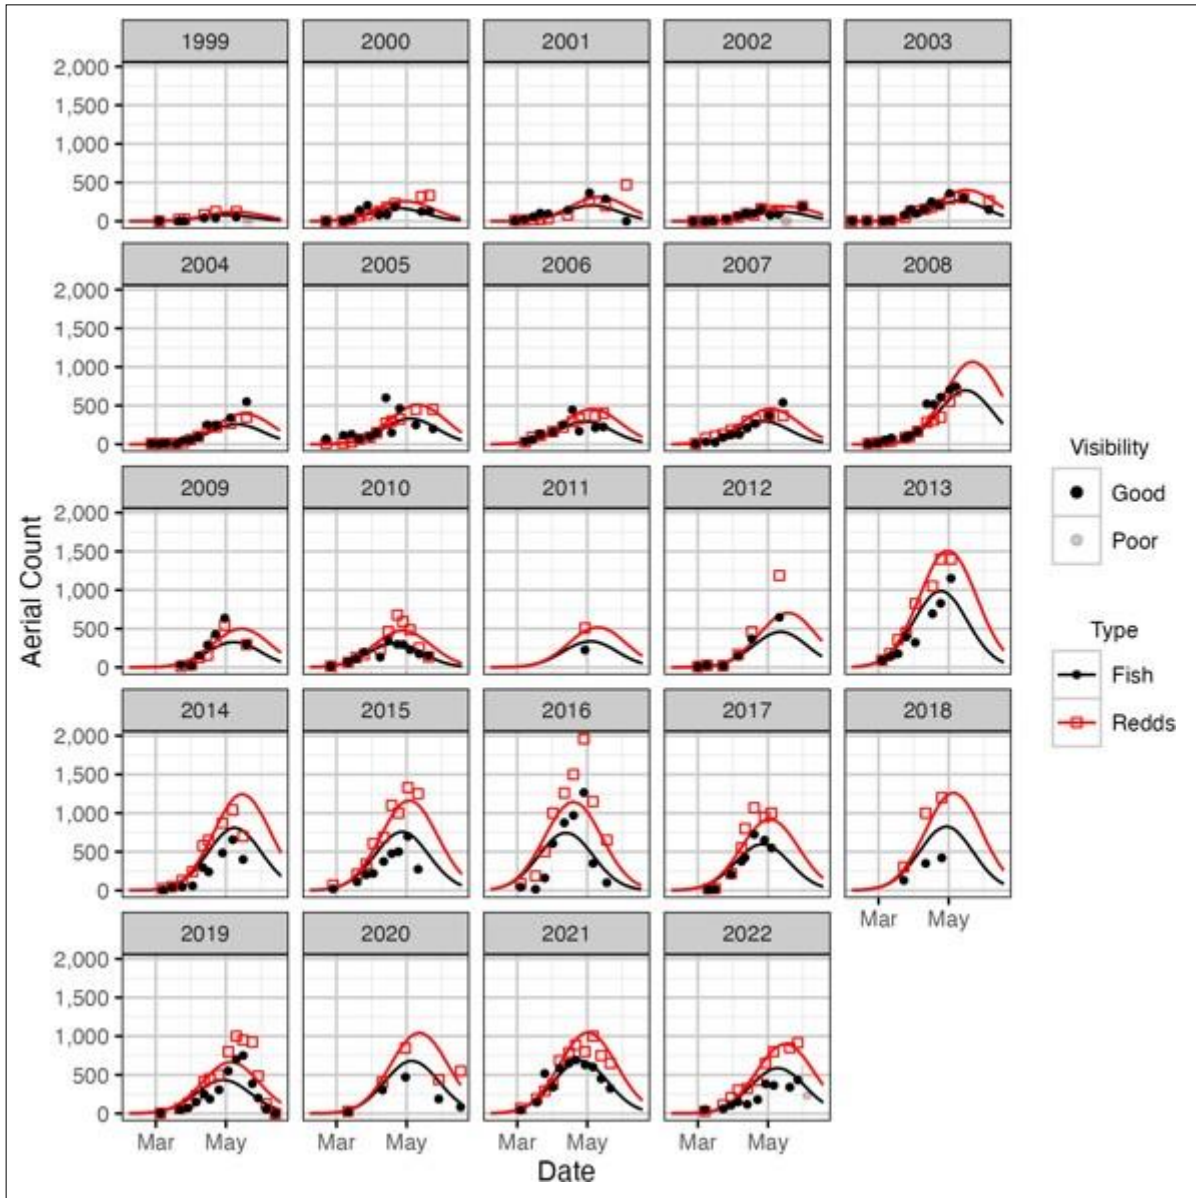 1999 2000 2001 2002 2003
2,000
1,500
1,000
500
0
2004 2005 2006 2007 2008
2,000
1,500
1,000
500
0
2009 2010 2011 2012 2013
2,000
1,500
1,000
500
0
2014 2015 2016 2017 2018
2,000
1,500
1,000
500
0
Mar May
2019 2020 2021 2022
2,000
1,500
1,000
500
0
Mar May Mar May Mar May Mar May
Date
Aerial Count
Visibility
Good
Poor
Type
Fish
Redds